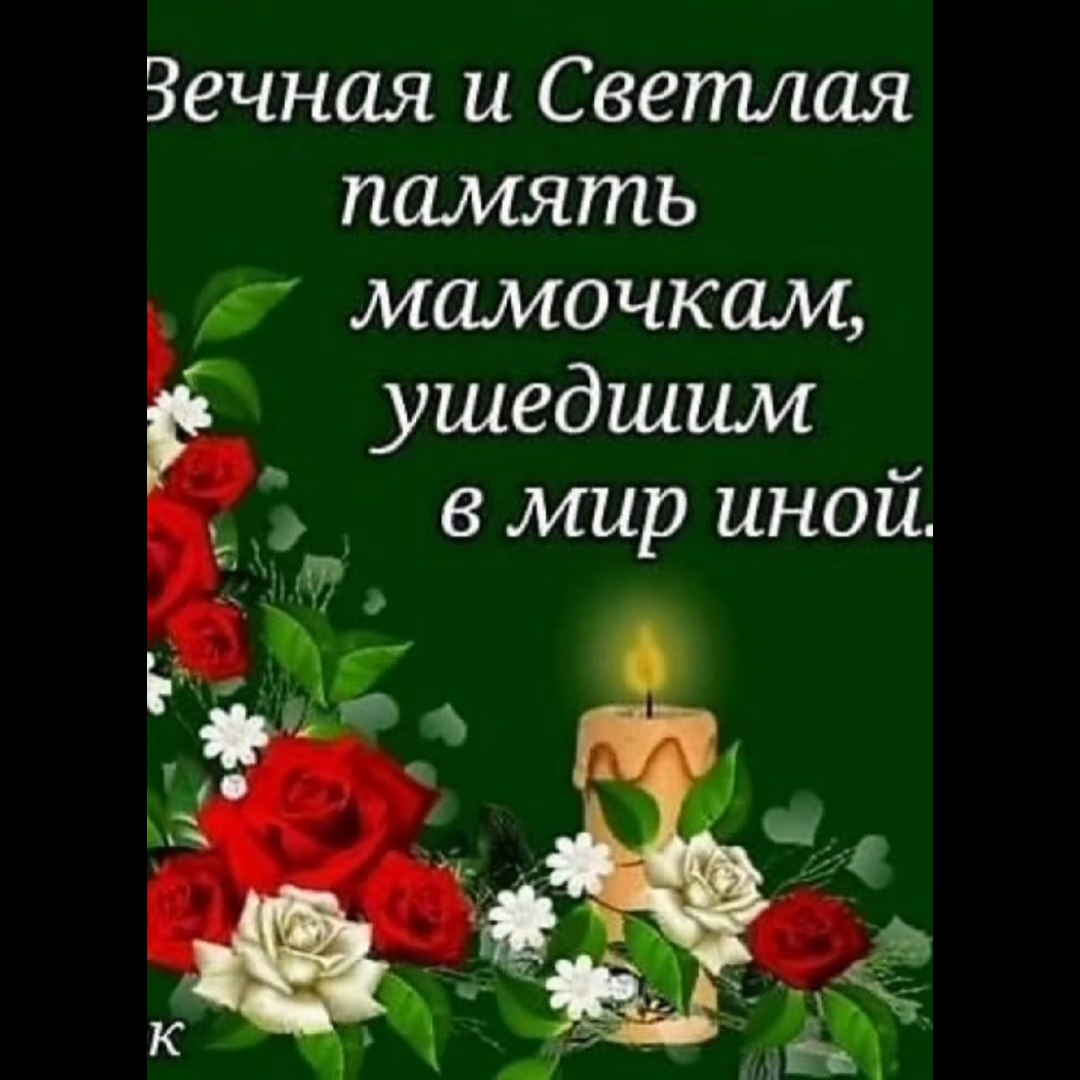 Вечная и Светлая
память
мамочкам,
ушедшим
в мир иной.
к